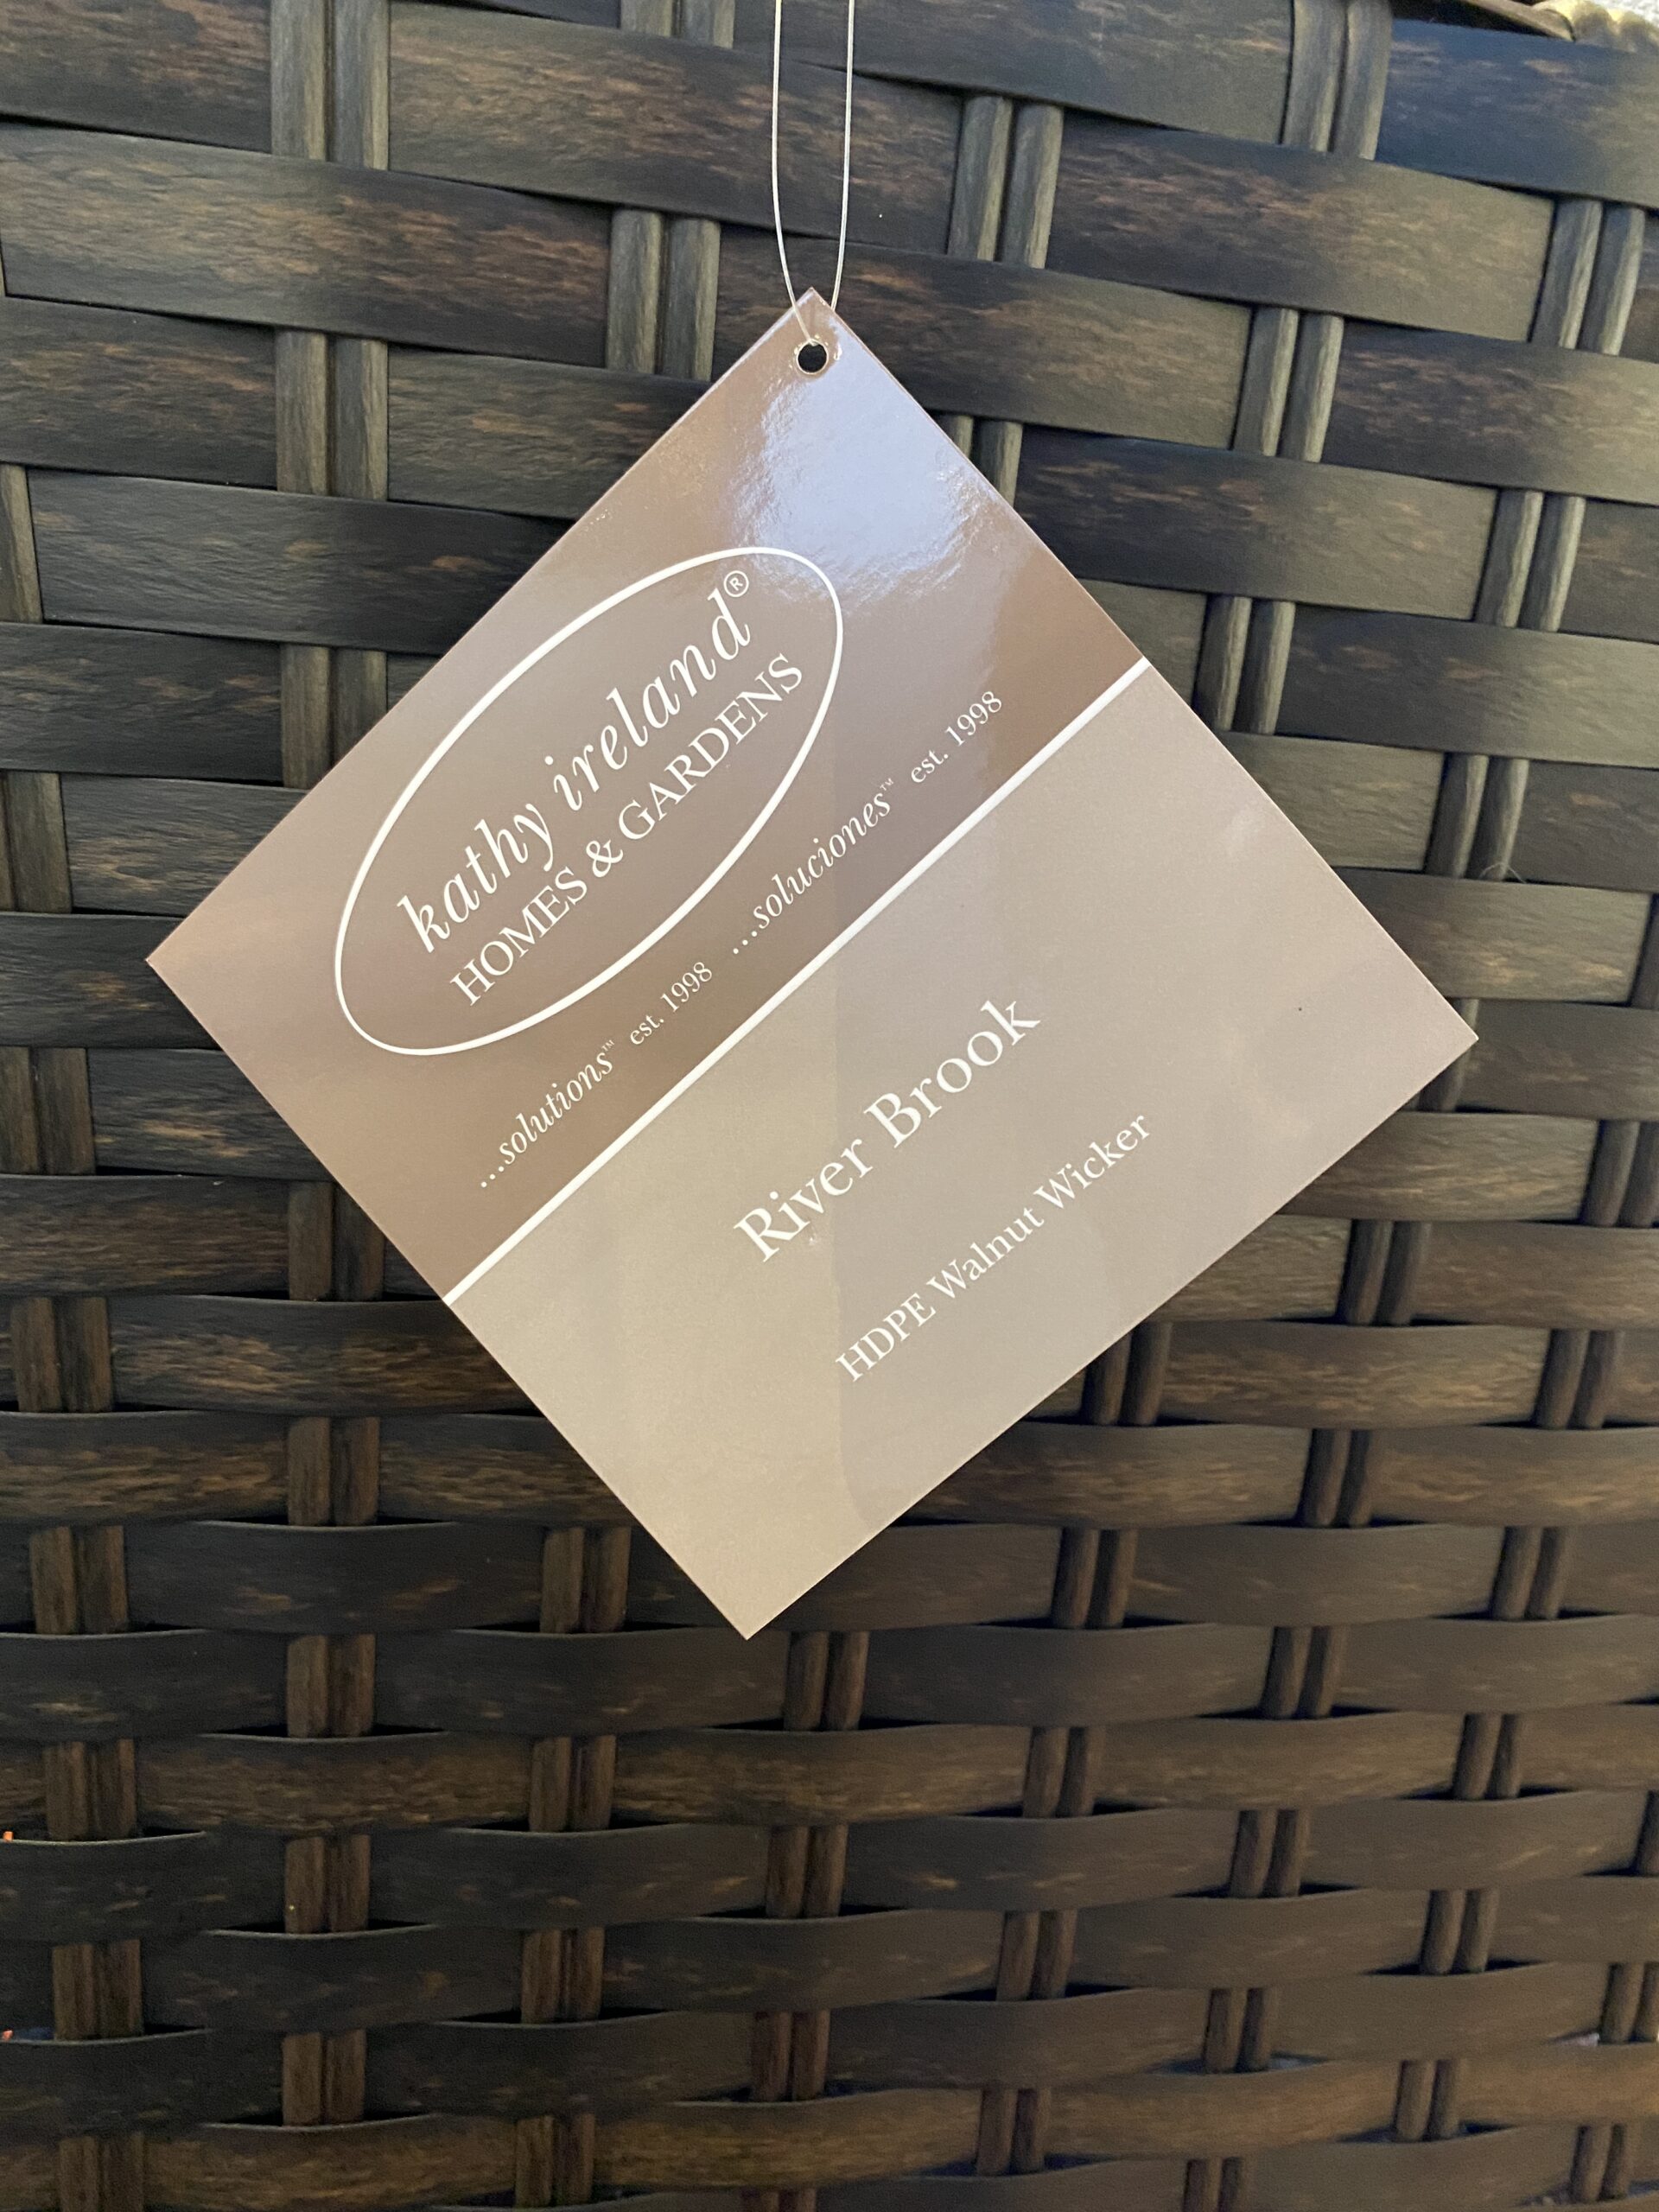 kathy ireland®
HOMES & GARDENS
...solutions™ est. 1998 ...soluciones™ est. 1998
River Brook
HDPE Walnut Wicker